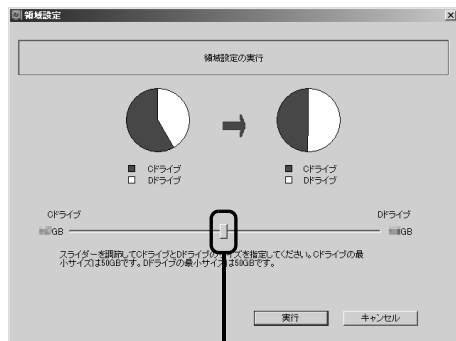 領域設定
領域設定の実行
Cドライブ
Dドライブ
Cドライブ
Dドライブ
Cドライブ
Dドライブ
GB
GB
スライダーを調節してCドライブとDドライブのサイズを指定してください。Cドライブの最
小サイズは50GBです。Dドライブの最小サイズは50GBです。
実行
キャンセル